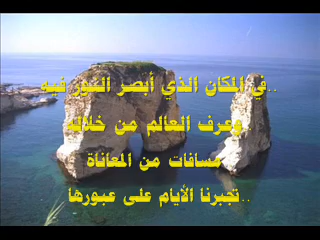 في المكان الذي أبصر النور فيه..
وعرف العالم من خلاله
مسافات من المعاناة
تجبرنا الأيام على عبورها..